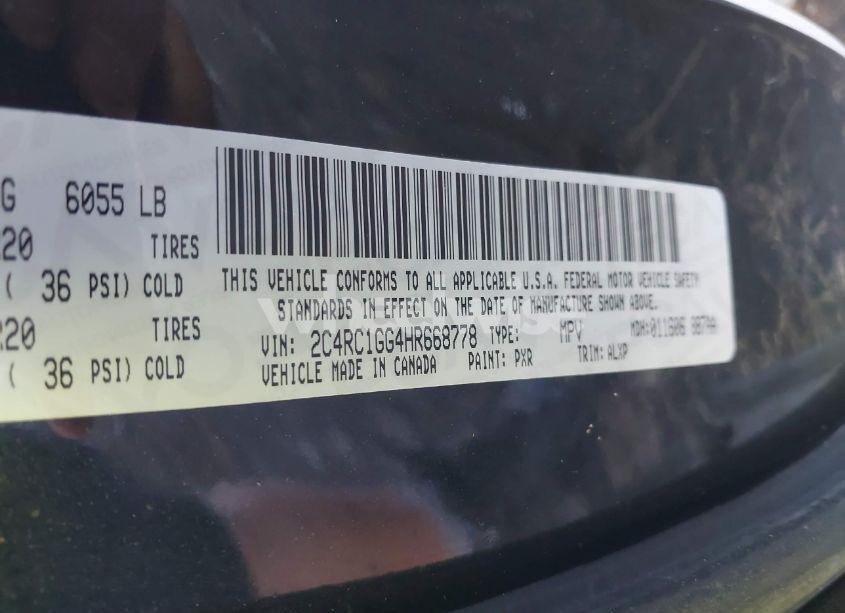 G 6055 LB
20 TIRES
( 36 PSI) COLD
R20 TIRES
( 36 PSI) COLD
THIS VEHICLE CONFORMS TO ALL APPLICABLE U.S.A. FEDERAL MOTOR VEHICLE SAFETY
STANDARDS IN EFFECT ON THE DATE OF MANUFACTURE SHOWN ABOVE.
VIN: 2C4RC1GG4HR668778 TYPE: MPV MDH:
VEHICLE MADE IN CANADA PAINT: PXR TRIM: ALXP